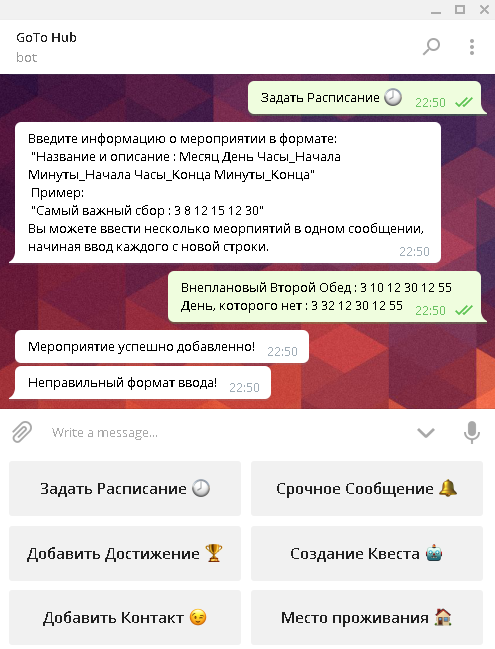 GoTo Hub
bot
Задать Расписание 🕗 22:50
Введите информацию о мероприятии в формате:
"Название и описание : Месяц День Часы_Начала
Минуты_Начала Часы_Конца Минуты_Конца"
Пример:
"Самый важный сбор : 3 8 12 15 12 30"
Вы можете ввести несколько меорпиятий в одном сообщении,
начиная ввод каждого с новой строки.
22:50
Внеплановый Второй Обед : 3 10 12 30 12 55
День, которого нет : 3 32 12 30 12 55 22:50
Мероприятие успешно добавленно! 22:50
Неправильный формат ввода! 22:50
Write a message...
Задать Расписание 🕗
Срочное Сообщение 🔔
Добавить Достижение 🏆
Создание Квеста 🤖
Добавить Контакт 😉
Место проживания 🏠